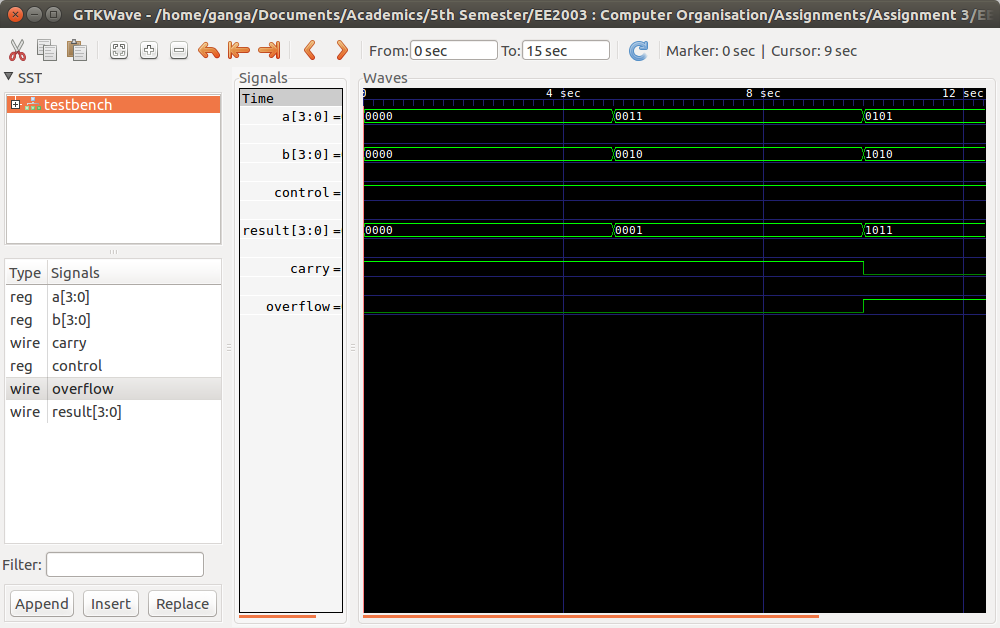 GTKWave - /home/ganga/Documents/Academics/5th Semester/EE2003 : Computer Organisation/Assignments/Assignment 3/EE
From: 0 sec To: 15 sec Marker: 0 sec | Cursor: 9 sec
SST
testbench
Type Signals
reg a[3:0]
reg b[3:0]
wire carry
reg control
wire overflow
wire result[3:0]
Filter:
Append Insert Replace
Signals
Time
a[3:0] =
b[3:0] =
control =
result[3:0] =
carry =
overflow =
Waves
0 4 sec 8 sec 12 sec
0000 0011 0101
0000 0010 1010
0000 0001 1011